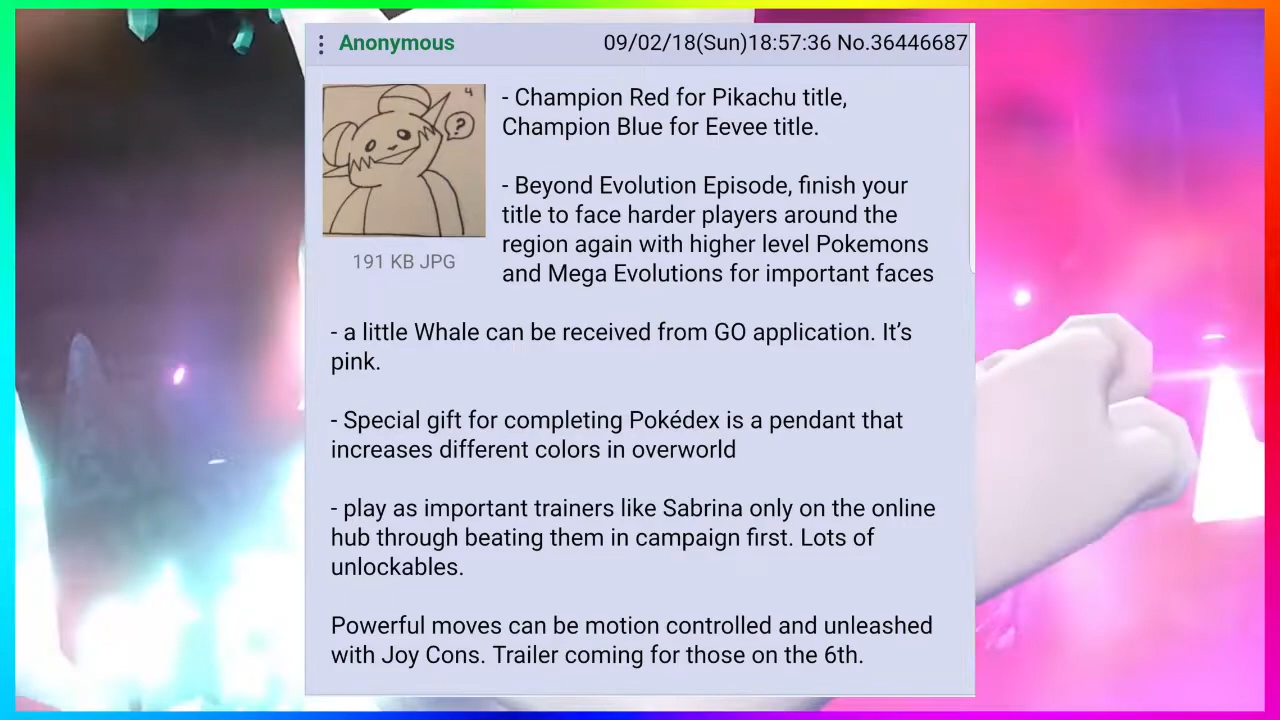 Anonymous 09/02/18(Sun)18:57:36 No.36446687
4
?
191 KB JPG
- Champion Red for Pikachu title,
Champion Blue for Eevee title.
- Beyond Evolution Episode, finish your
title to face harder players around the
region again with higher level Pokemons
and Mega Evolutions for important faces
- a little Whale can be received from GO application. It’s
pink.
- Special gift for completing Pokédex is a pendant that
increases different colors in overworld
- play as important trainers like Sabrina only on the online
hub through beating them in campaign first. Lots of
unlockables.
Powerful moves can be motion controlled and unleashed
with Joy Cons. Trailer coming for those on the 6th.